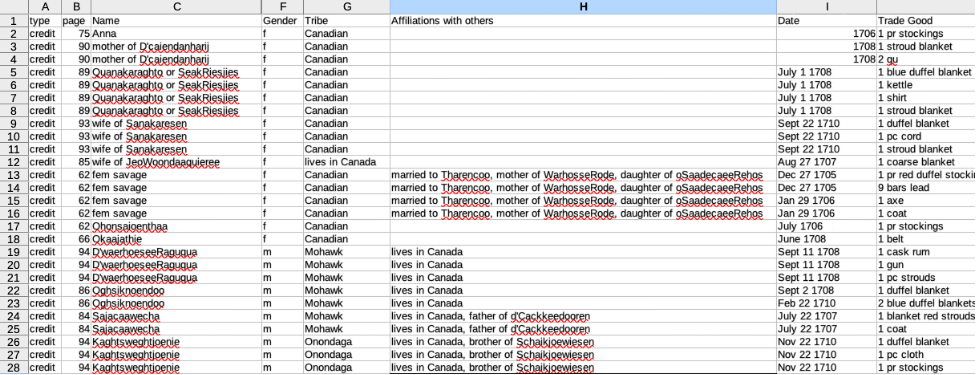 A B C F G H I
1 type page Name Gender Tribe Affiliations with others Date Trade Good
2 credit 75 Anna f Canadian 1706 1 pr stockings
3 credit 90 mother of D'caiendanharij f Canadian 1708 1 stroud blanket
4 credit 90 mother of D'caiendanharij f Canadian 1708 2 gu
5 credit 89 Quanakaraghto or SeakRiesjies f Canadian July 1 1708 1 blue duffel blanket
6 credit 89 Quanakaraghto or SeakRiesjies f Canadian July 1 1708 1 kettle
7 credit 89 Quanakaraghto or SeakRiesjies f Canadian July 1 1708 1 shirt
8 credit 89 Quanakaraghto or SeakRiesjies f Canadian July 1 1708 1 stroud blanket
9 credit 93 wife of Sanakaresen f Canadian Sept 22 1710 1 duffel blanket
10 credit 93 wife of Sanakaresen f Canadian Sept 22 1710 1 pc cord
11 credit 93 wife of Sanakaresen f Canadian Sept 22 1710 1 stroud blanket
12 credit 85 wife of JeoWoondaaquieree f lives in Canada Aug 27 1707 1 coarse blanket
13 credit 62 fem savage f Canadian married to Tharencoo, mother of WarhosseRode, daughter of oSaadecaeeRehos Dec 27 1705 1 pr red duffel stockin
14 credit 62 fem savage f Canadian married to Tharencoo, mother of WarhosseRode, daughter of oSaadecaeeRehos Dec 27 1705 9 bars lead
15 credit 62 fem savage f Canadian married to Tharencoo, mother of WarhosseRode, daughter of oSaadecaeeRehos Jan 29 1706 1 axe
16 credit 62 fem savage f Canadian married to Tharencoo, mother of WarhosseRode, daughter of oSaadecaeeRehos Jan 29 1706 1 coat
17 credit 62 Ohonsajoenthaa f Canadian July 1706 1 pr stockings
18 credit 66 Okaajathie f Canadian June 1708 1 belt
19 credit 94 D'waerhoeseeRaguqua m Mohawk lives in Canada Sept 11 1708 1 cask rum
20 credit 94 D'waerhoeseeRaguqua m Mohawk lives in Canada Sept 11 1708 1 gun
21 credit 94 D'waerhoeseeRaguqua m Mohawk lives in Canada Sept 11 1708 1 pc strouds
22 credit 86 Oghsiknoendoo m Mohawk lives in Canada Sept 2 1708 1 duffel blanket
23 credit 86 Oghsiknoendoo m Mohawk lives in Canada Feb 22 1710 2 blue duffel blankets
24 credit 84 Sajacaawecha m Mohawk lives in Canada, father of d'Cackkeedooren July 22 1707 1 blanket red strouds
25 credit 84 Sajacaawecha m Mohawk lives in Canada, father of d'Cackkeedooren July 22 1707 1 coat
26 credit 94 Kaghtsweghtjoenie m Onondaga lives in Canada, brother of Schaikjoewiesen Nov 22 1710 1 duffel blanket
27 credit 94 Kaghtsweghtjoenie m Onondaga lives in Canada, brother of Schaikjoewiesen Nov 22 1710 1 pc cloth
28 credit 94 Kaghtsweghtjoenie m Onondaga lives in Canada, brother of Schaikjoewiesen Nov 22 1710 1 pr stockings